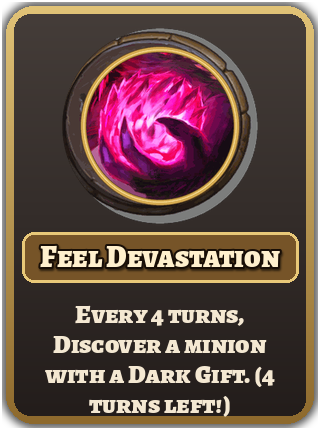 Feel Devastation
Every 4 turns,
Discover a minion
with a Dark Gift. (4
turns left!)